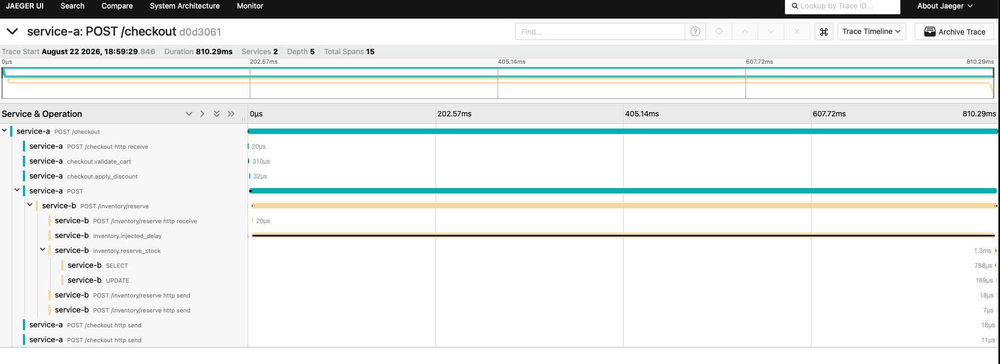 JAEGER UI Search Compare System Architecture Monitor Lookup by Trace ID... About Jaeger
service-a: POST /checkout d0d3061 Find... Trace Timeline Archive Trace
Trace Start August 22 2026, 18:59:29.846 Duration 810.29ms Services 2 Depth 5 Total Spans 15
0μs 202.57ms 405.14ms 607.72ms 810.29ms
Service & Operation 0μs 202.57ms 405.14ms 607.72ms 810.29ms
service-a POST /checkout
service-a POST /checkout http receive 20μs
service-a checkout.validate_cart 310μs
service-a checkout.apply_discount 32μs
service-a POST
service-b POST /inventory/reserve
service-b POST /inventory/reserve http receive 20μs
service-b inventory.injected_delay
service-b inventory.reserve_stock 1.3ms
service-b SELECT 788μs
service-b UPDATE 169μs
service-b POST /inventory/reserve http send 18μs
service-b POST /inventory/reserve http send 7μs
service-a POST /checkout http send 18μs
service-a POST /checkout http send 11μs